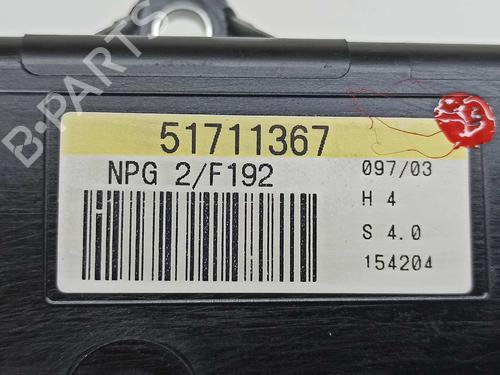 B-PARTS
51711367
NPG 2/F192
097/03
H 4
S 4.0
154204